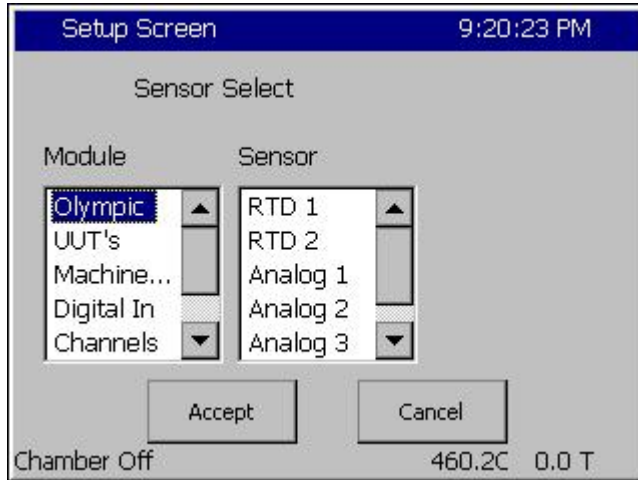 Setup Screen 9:20:23 PM
Sensor Select
Module Sensor
Olympic RTD 1
UUT's RTD 2
Machine... Analog 1
Digital In Analog 2
Channels Analog 3
Accept Cancel
Chamber Off 460.2C 0.0 T